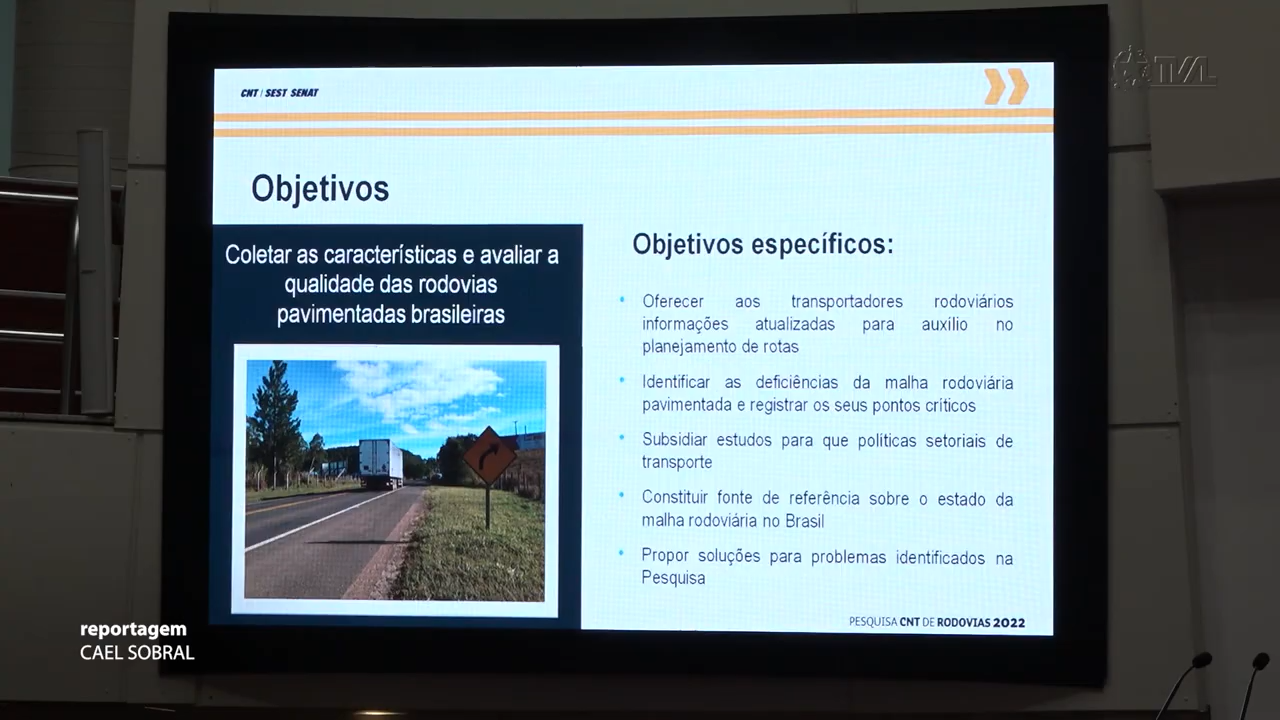 CNT | SEST SENAT
TVAL
Objetivos
Coletar as características e avaliar a
qualidade das rodovias
pavimentadas brasileiras
Objetivos específicos:
Oferecer aos transportadores rodoviários
informações atualizadas para auxílio no
planejamento de rotas
Identificar as deficiências da malha rodoviária
pavimentada e registrar os seus pontos críticos
Subsidiar estudos para que políticas setoriais de
transporte
Constituir fonte de referência sobre o estado da
malha rodoviária no Brasil
Propor soluções para problemas identificados na
Pesquisa
PESQUISA CNT DE RODOVIAS 2022
reportagem
CAEL SOBRAL